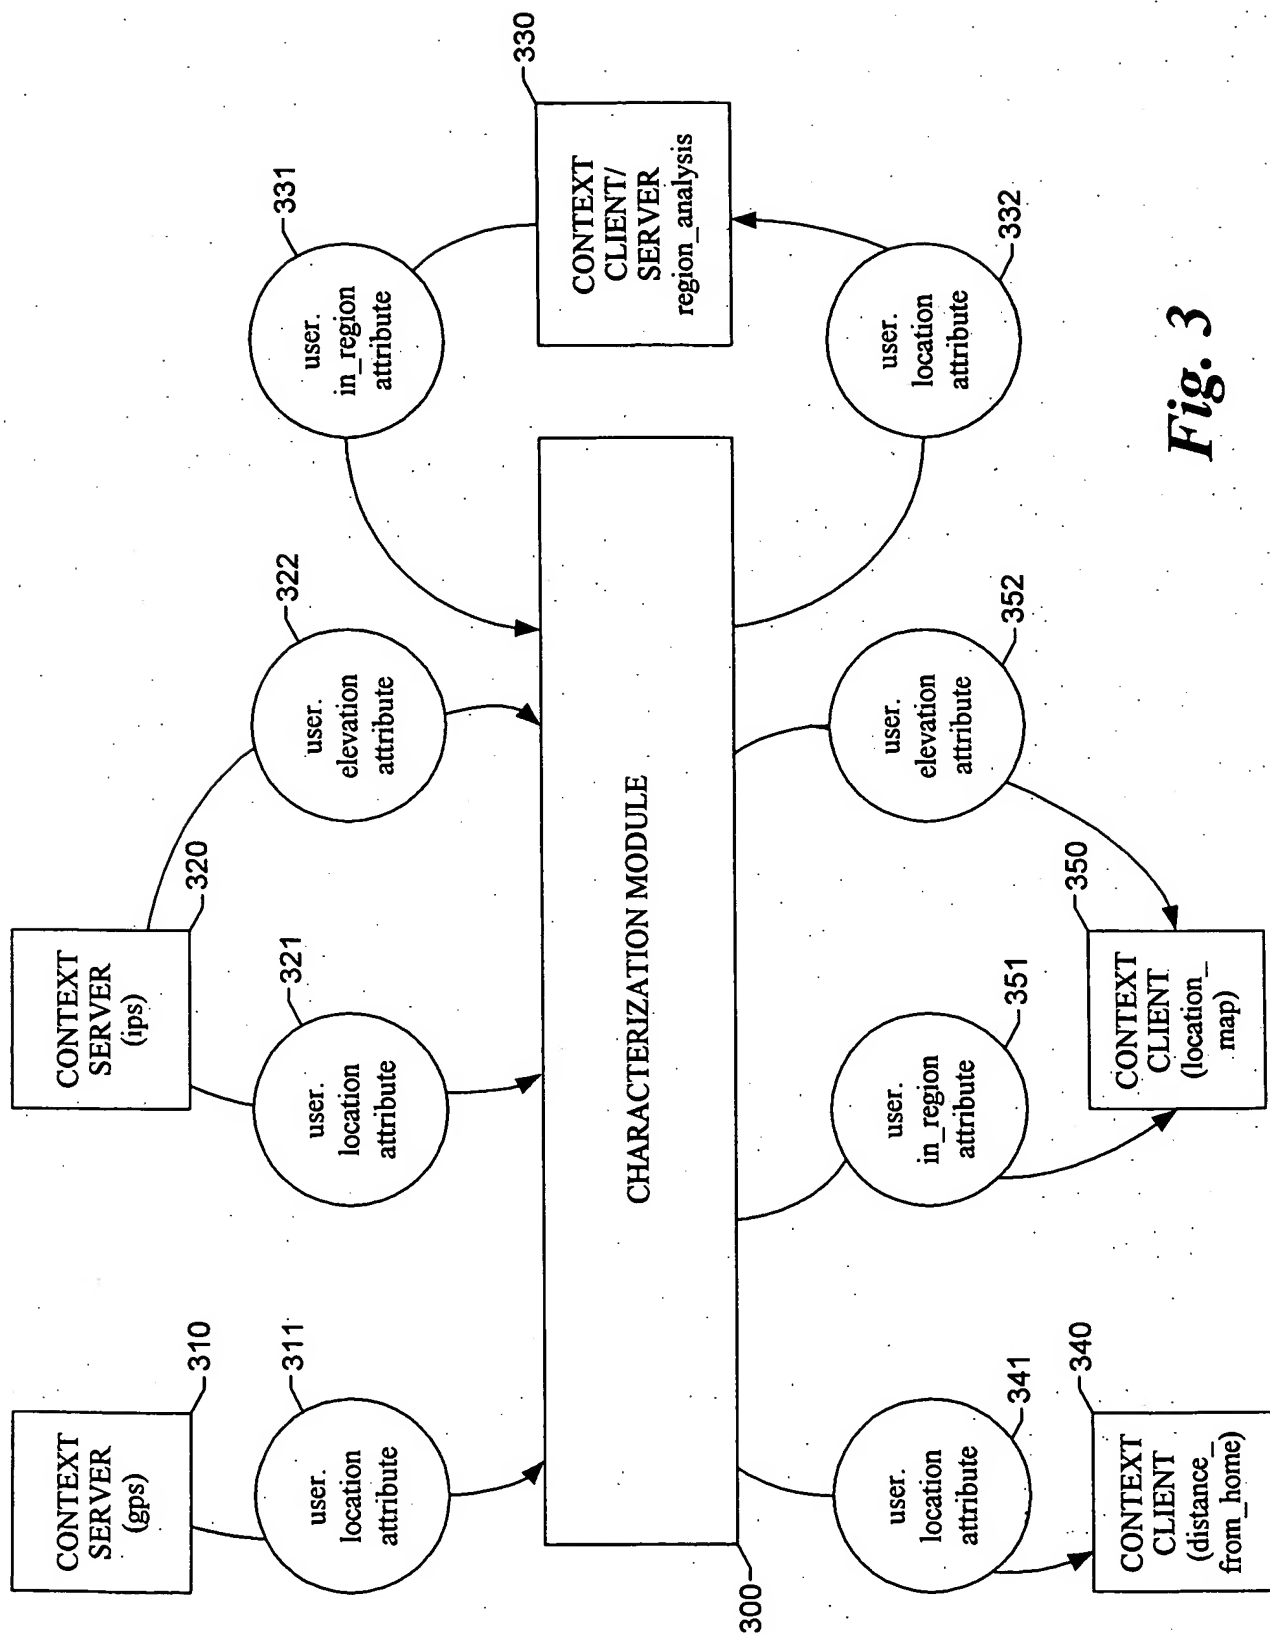 CONTEXT
SERVER
(gps)
310
user.
location
attribute
311
CONTEXT
SERVER
(ips)
320
user.
location
attribute
321
user.
elevation
attribute
322
user.
in_region
attribute
331
CHARACTERIZATION MODULE
300
CONTEXT
CLIENT/
SERVER
region_analysis
330
user.
location
attribute
341
CONTEXT
CLIENT
(distance_
from_home)
340
user.
in_region
attribute
351
user.
elevation
attribute
352
CONTEXT
CLIENT
(location_
map)
350
user.
location
attribute
332
Fig. 3